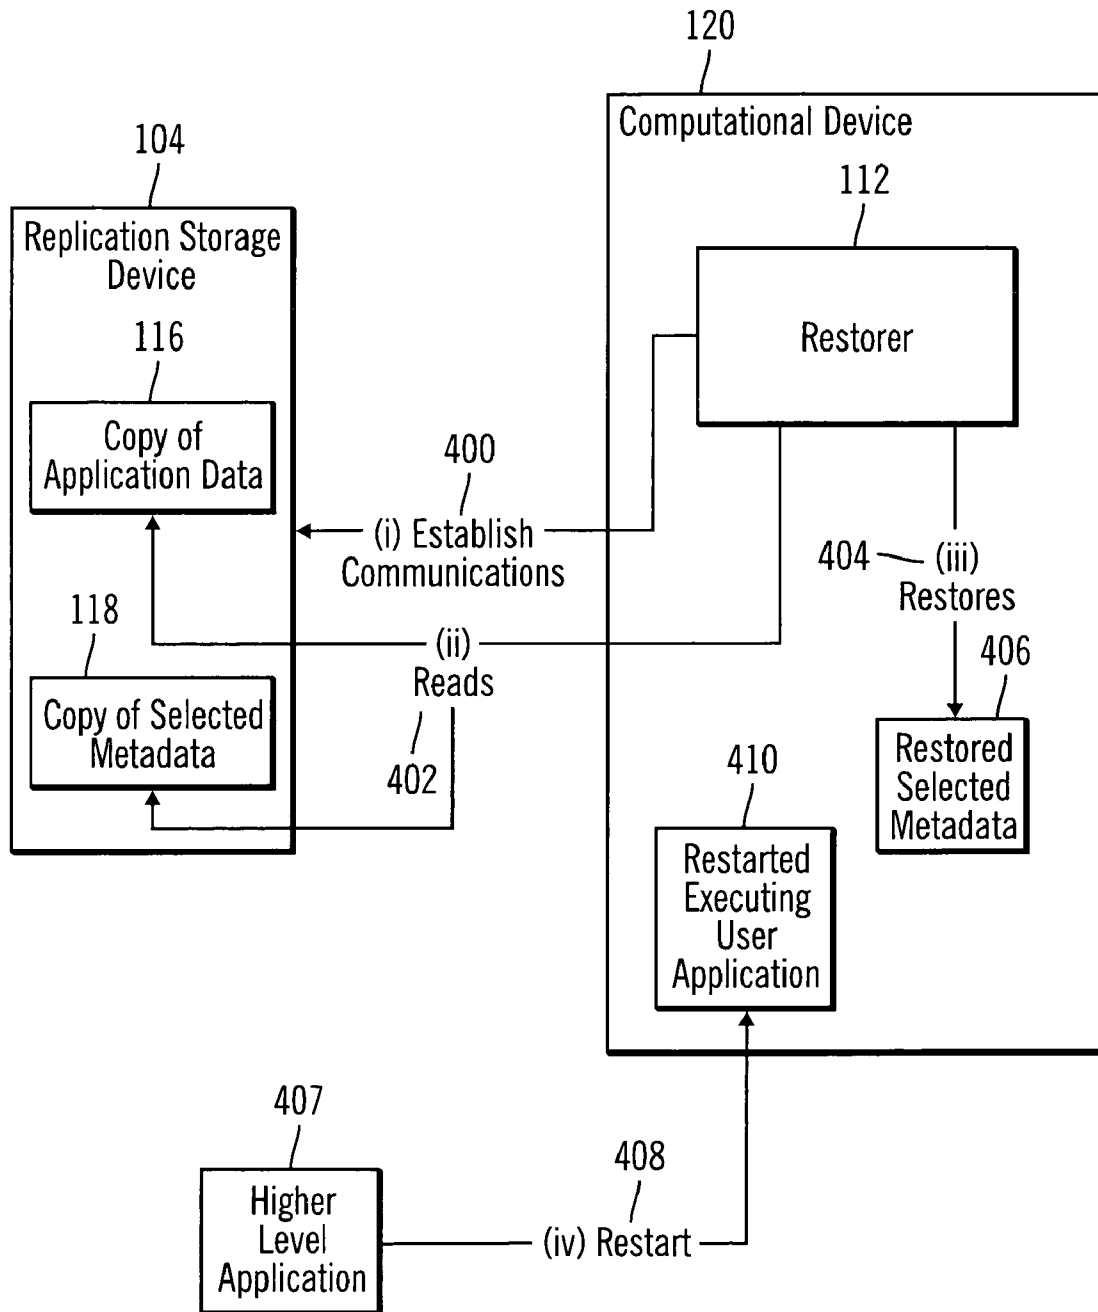 120
Computational Device
104
Replication Storage
Device
112
Restorer
116
Copy of
Application Data
400
(i) Establish
Communications
404
(iii)
Restores
118
Copy of Selected
Metadata
(ii)
Reads
402
406
Restored
Selected
Metadata
410
Restarted
Executing
User
Application
407
Higher
Level
Application
408
(iv) Restart